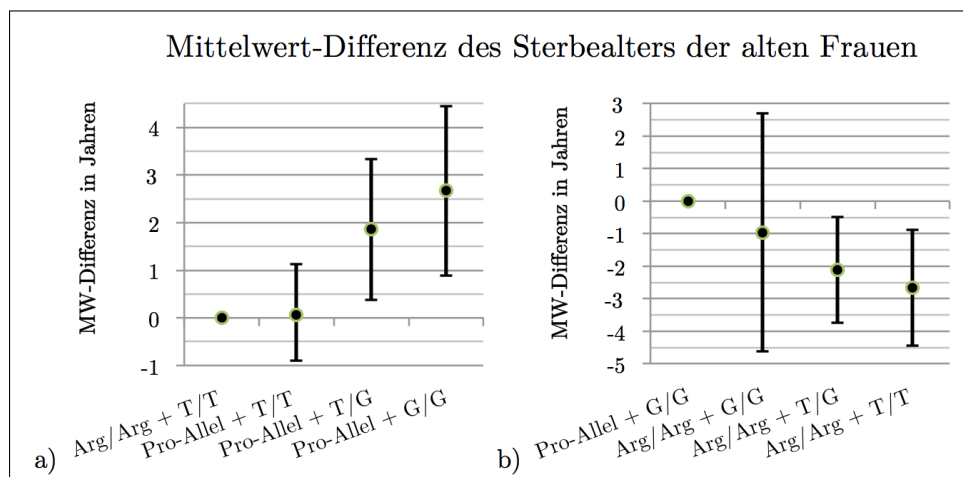 Mittelwert-Differenz des Sterbealters der alten Frauen
a)
MW-Differenz in Jahren
4
3
2
1
0
-1
Arg/Arg + T/T
Pro-Allel + T/T
Pro-Allel + T/G
Pro-Allel + G/G
b)
MW-Differenz in Jahren
3
2
1
0
-1
-2
-3
-4
-5
Pro-Allel + G/G
Arg/Arg + G/G
Arg/Arg + T/G
Arg/Arg + T/T